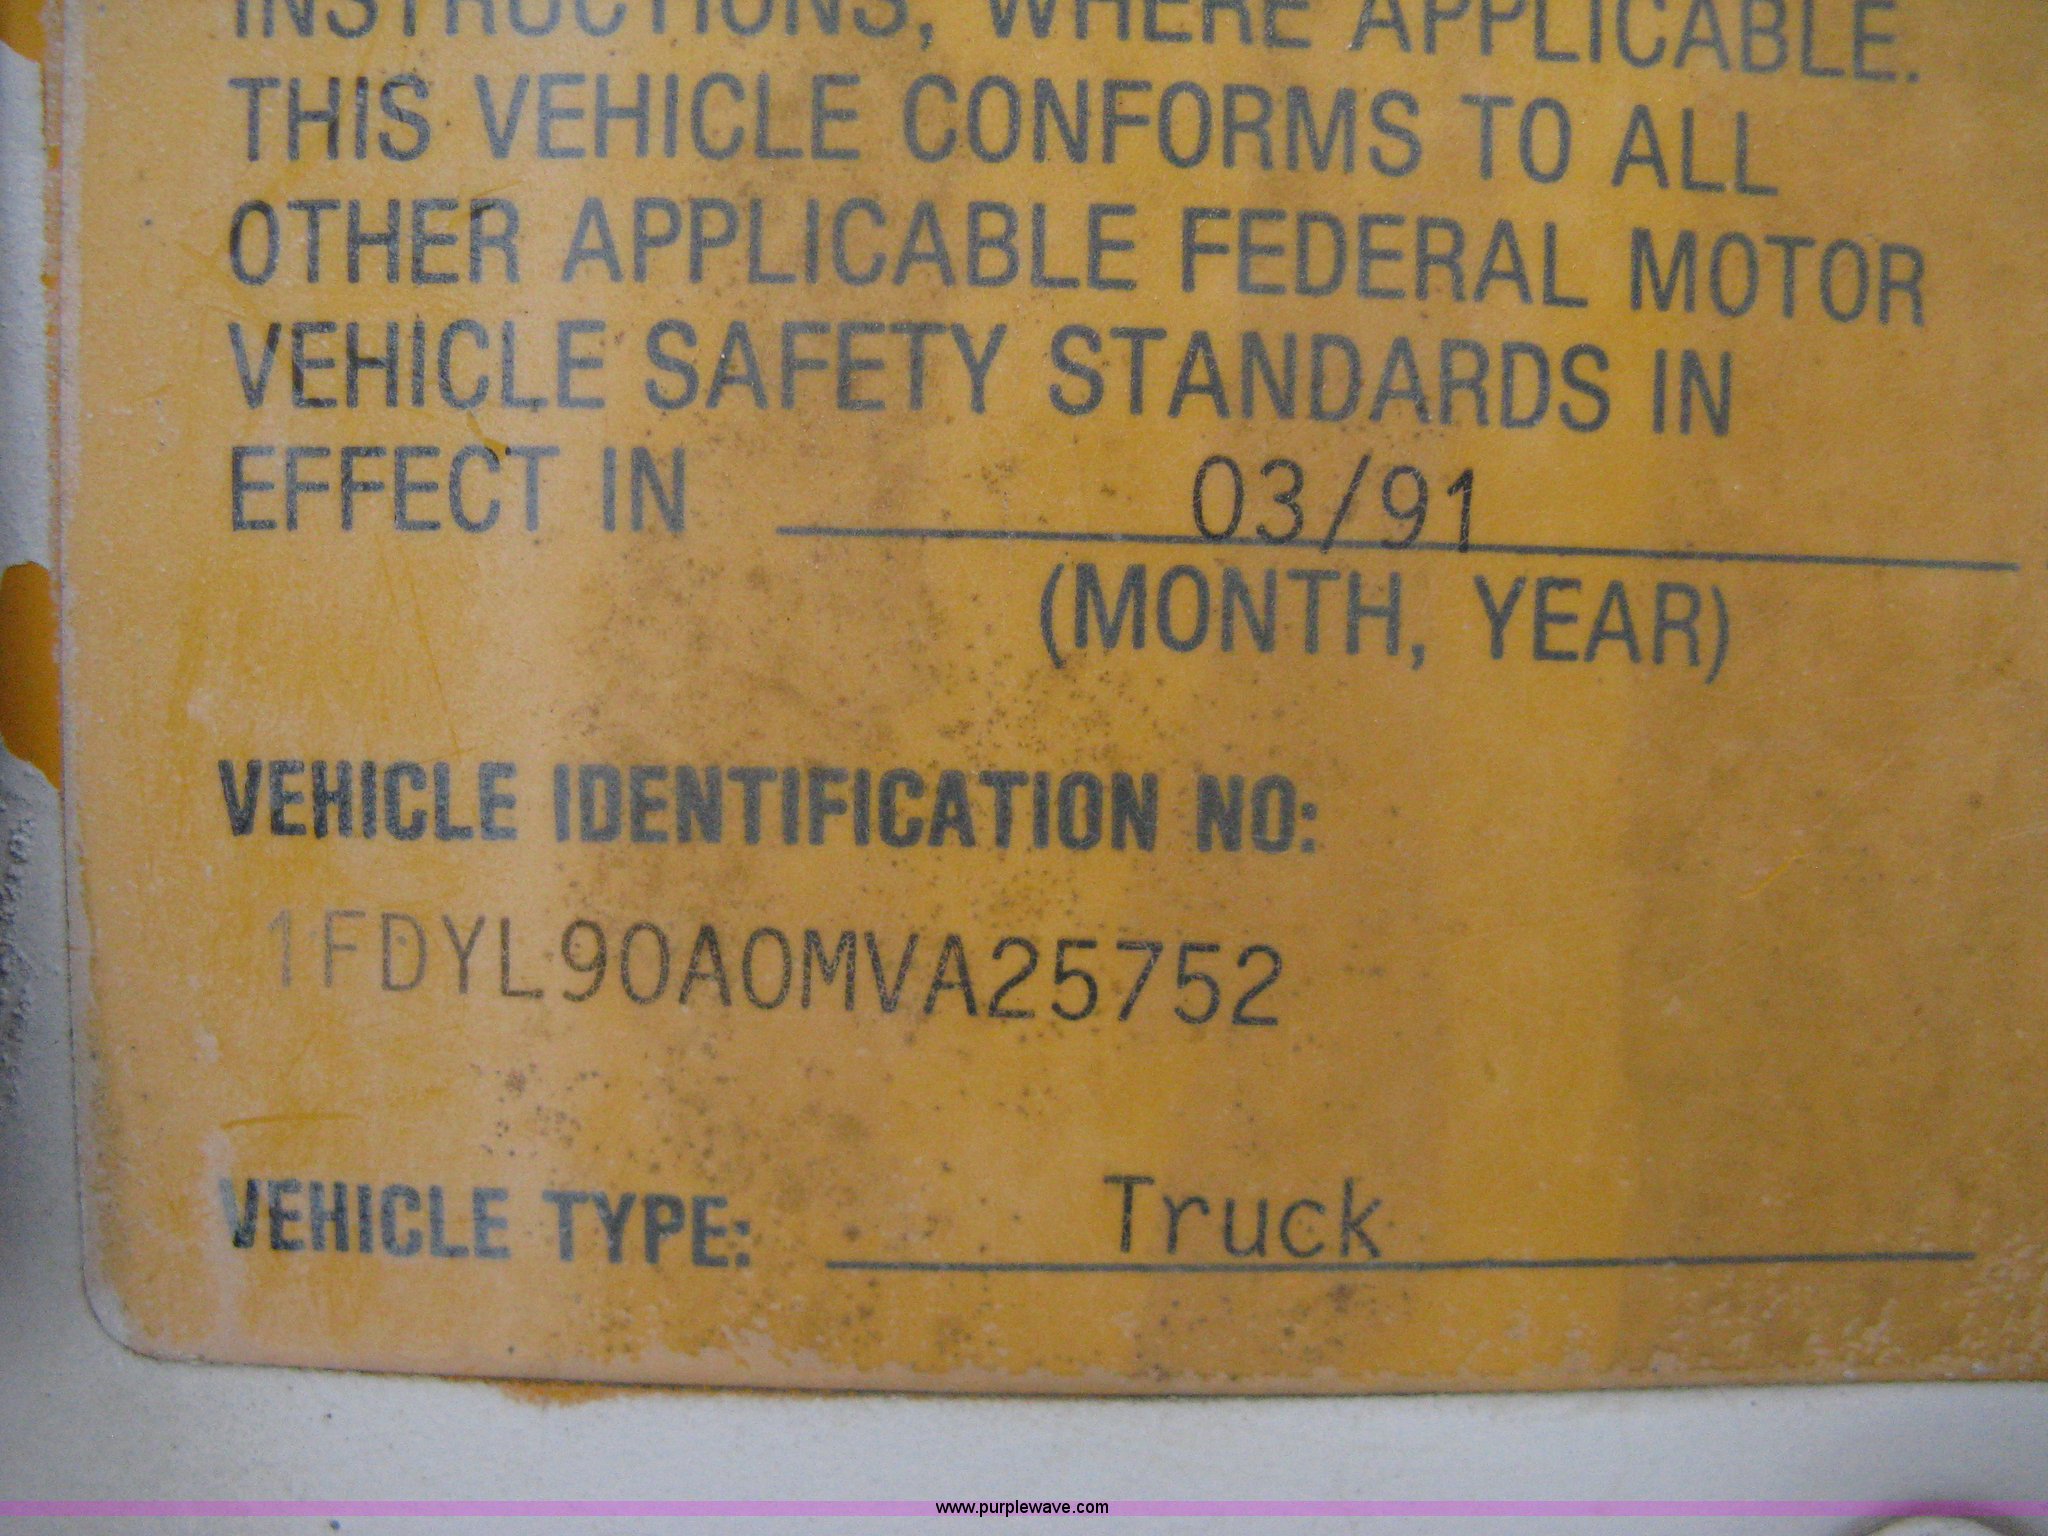 INSTRUCTIONS, WHERE APPLICABLE.
THIS VEHICLE CONFORMS TO ALL
OTHER APPLICABLE FEDERAL MOTOR
VEHICLE SAFETY STANDARDS IN
EFFECT IN 03/91
(MONTH, YEAR)
VEHICLE IDENTIFICATION NO:
1FDYL90A0MVA25752
VEHICLE TYPE: Truck
www.purplewave.com